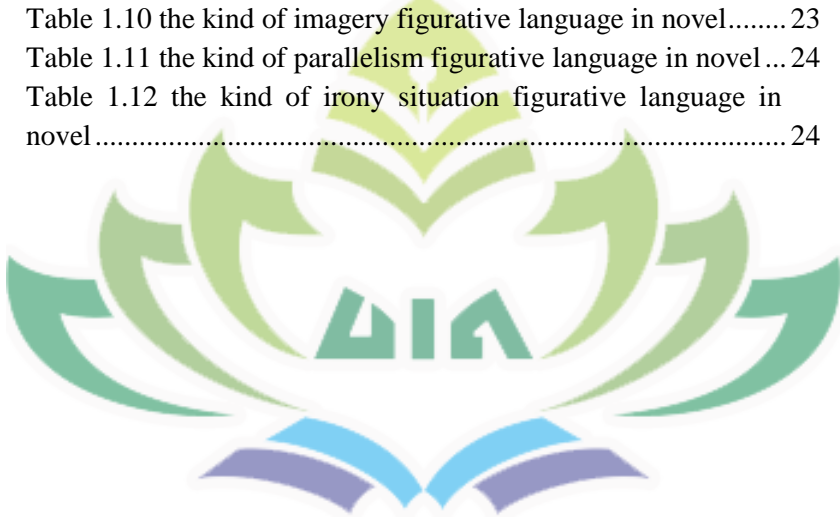 Table 1.10 the kind of imagery figurative language in novel........ 23
Table 1.11 the kind of parallelism figurative language in novel ... 24
Table 1.12 the kind of irony situation figurative language in
novel ................................................................................... 24